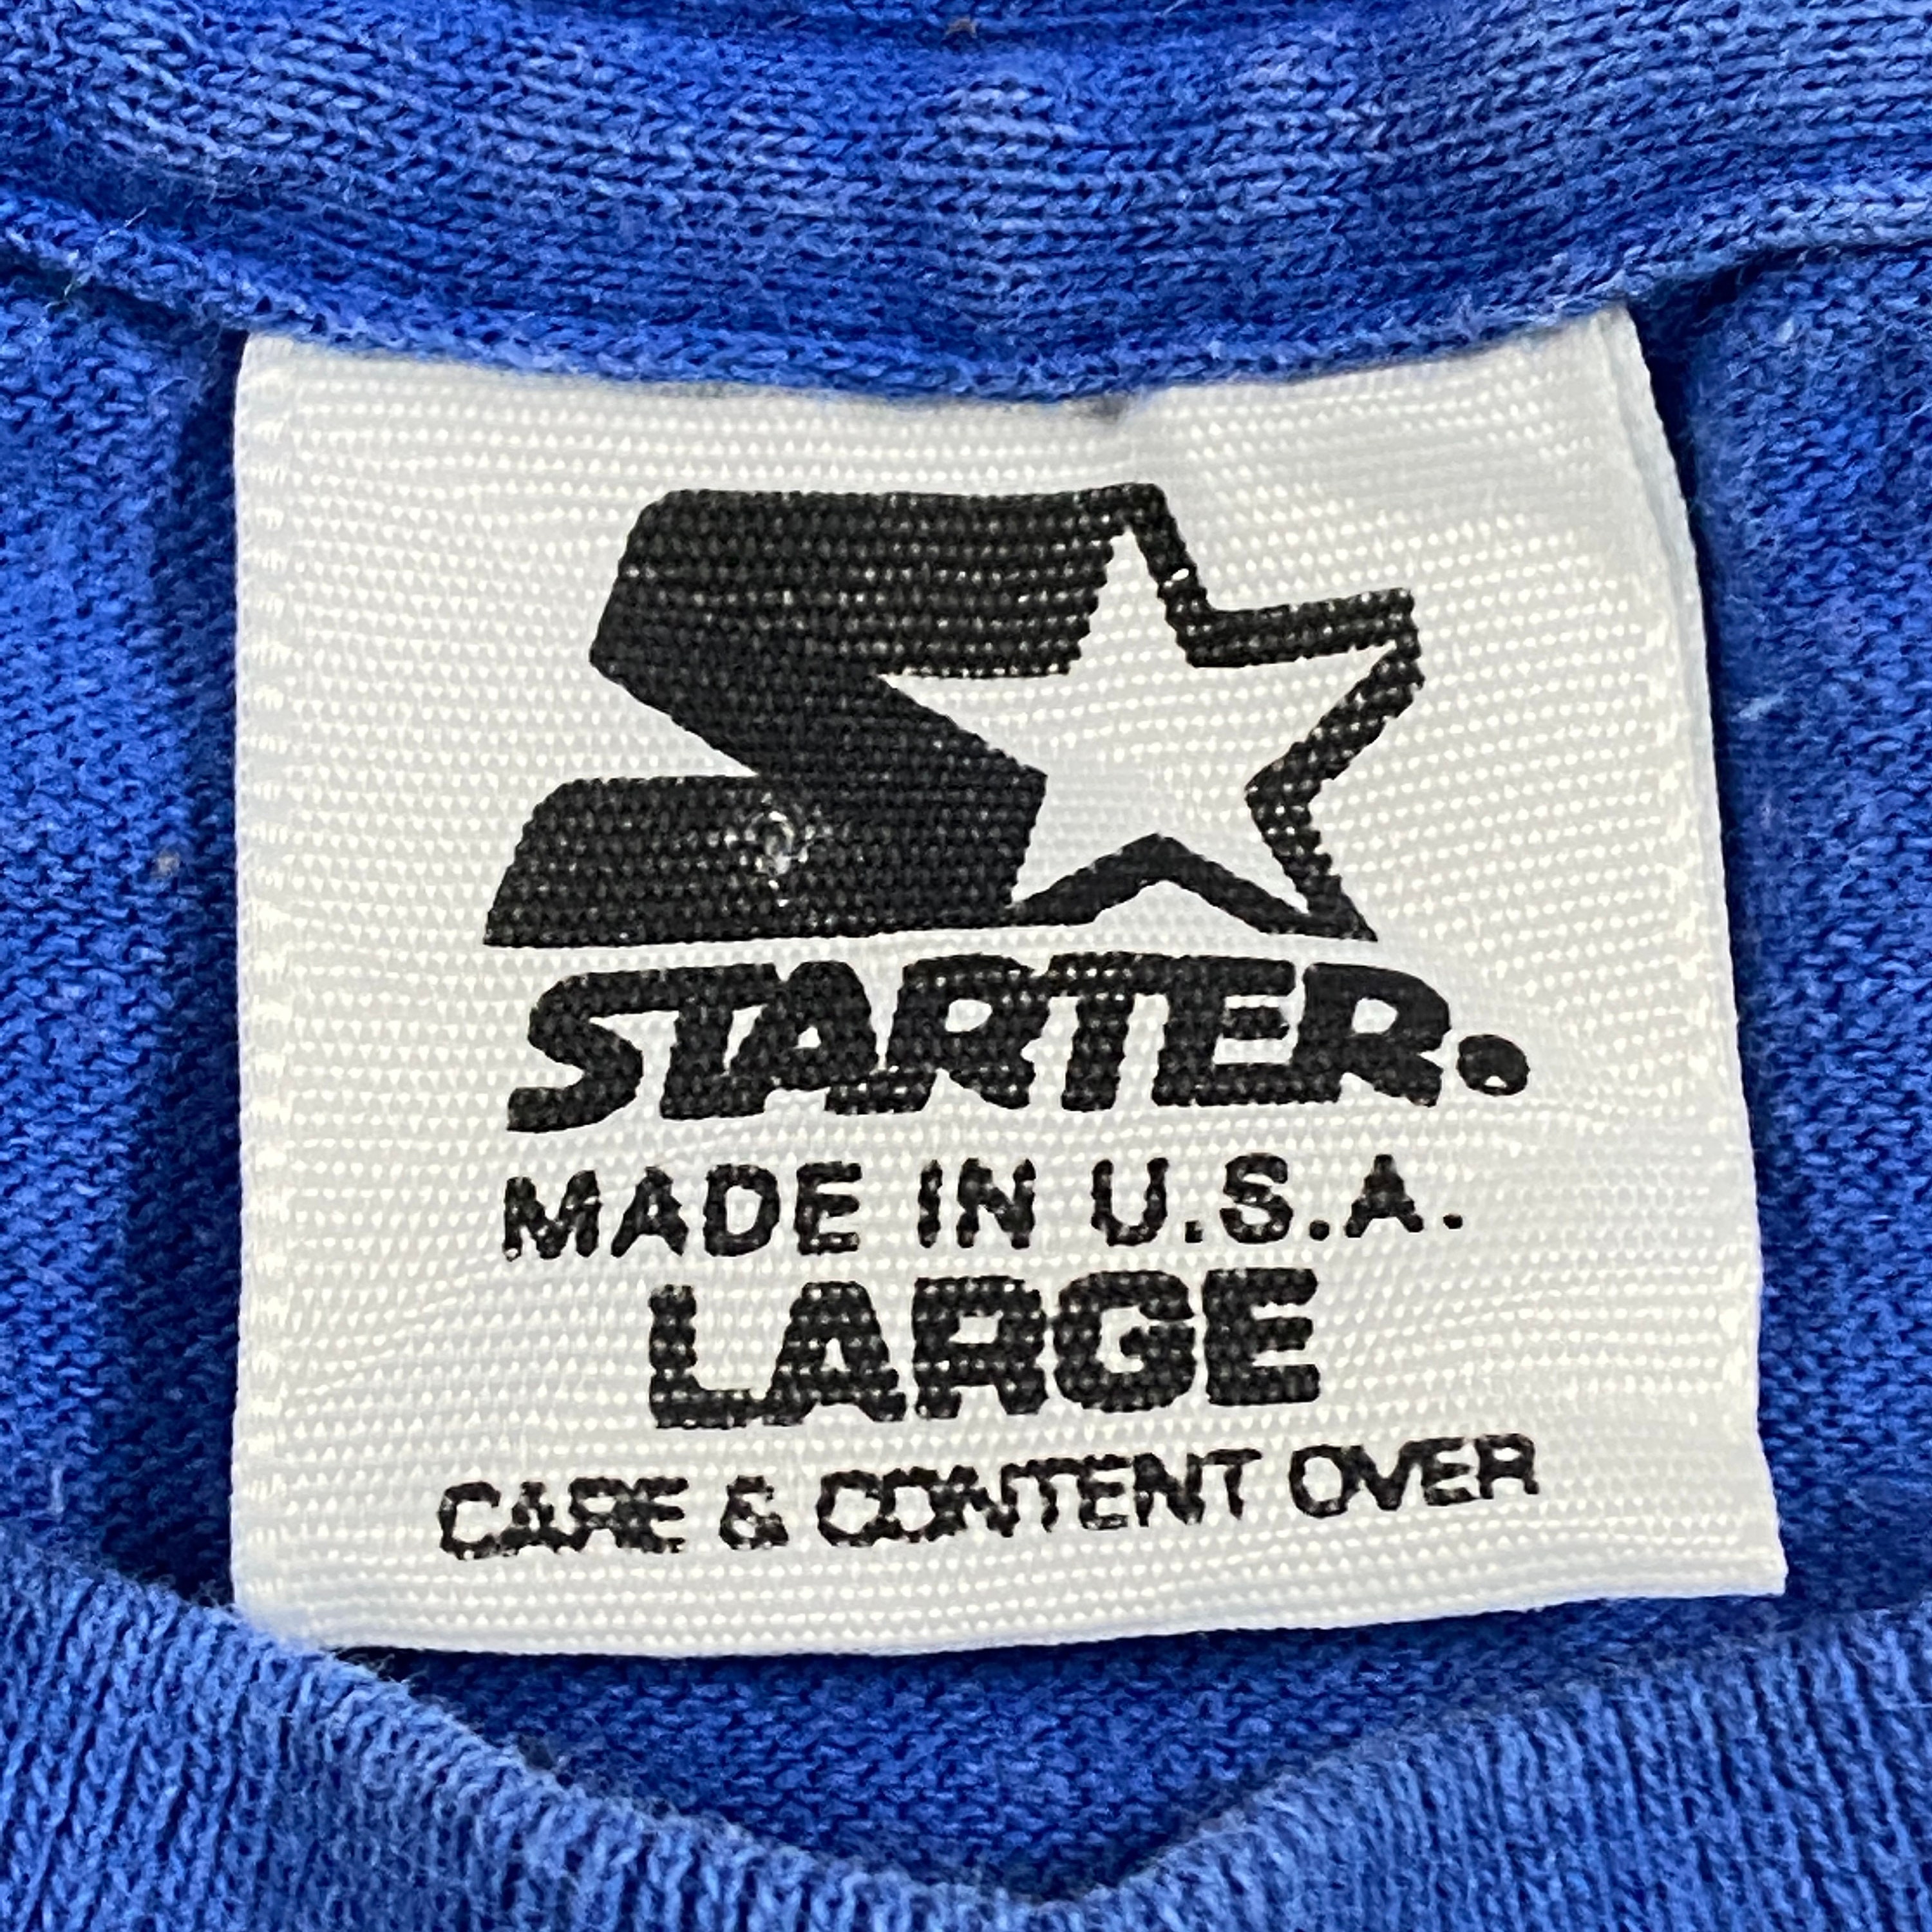 STARTER.
MADE IN U.S.A.
LARGE
CARE & CONTENT OVER